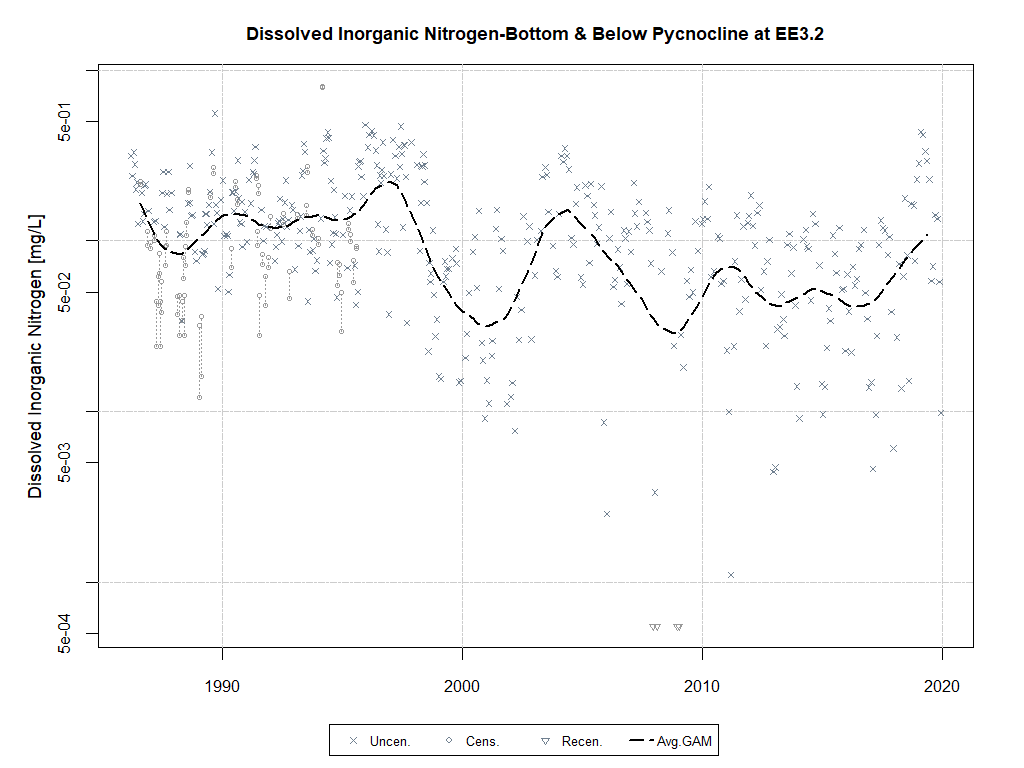 Dissolved Inorganic Nitrogen-Bottom & Below Pycnocline at EE3.2
Dissolved Inorganic Nitrogen [mg/L]
5e-01
5e-02
5e-03
5e-04
1990 2000 2010 2020
Uncen. Cens. Recen. Avg.GAM